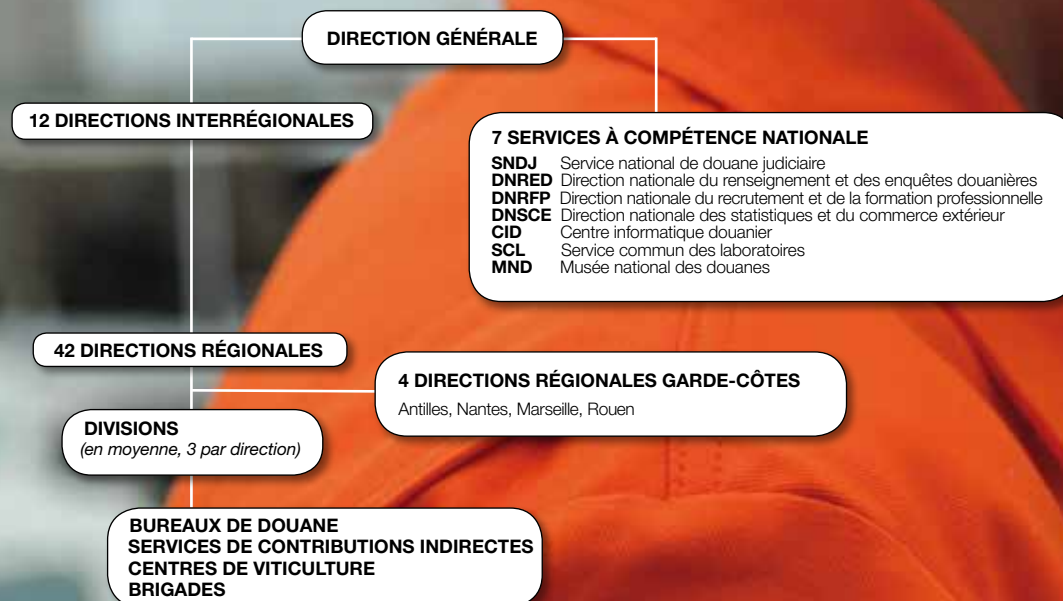 DIRECTION GÉNÉRALE
12 DIRECTIONS INTERRÉGIONALES
7 SERVICES À COMPÉTENCE NATIONALE
SNDJ Service national de douane judiciaire
DNRED Direction nationale du renseignement et des enquêtes douanières
DNRFP Direction nationale du recrutement et de la formation professionnelle
DNSCE Direction nationale des statistiques et du commerce extérieur
CID Centre informatique douanier
SCL Service commun des laboratoires
MND Musée national des douanes
42 DIRECTIONS RÉGIONALES
4 DIRECTIONS RÉGIONALES GARDE-CÔTES
Antilles, Nantes, Marseille, Rouen
DIVISIONS
(en moyenne, 3 par direction)
BUREAUX DE DOUANE
SERVICES DE CONTRIBUTIONS INDIRECTES
CENTRES DE VITICULTURE
BRIGADES